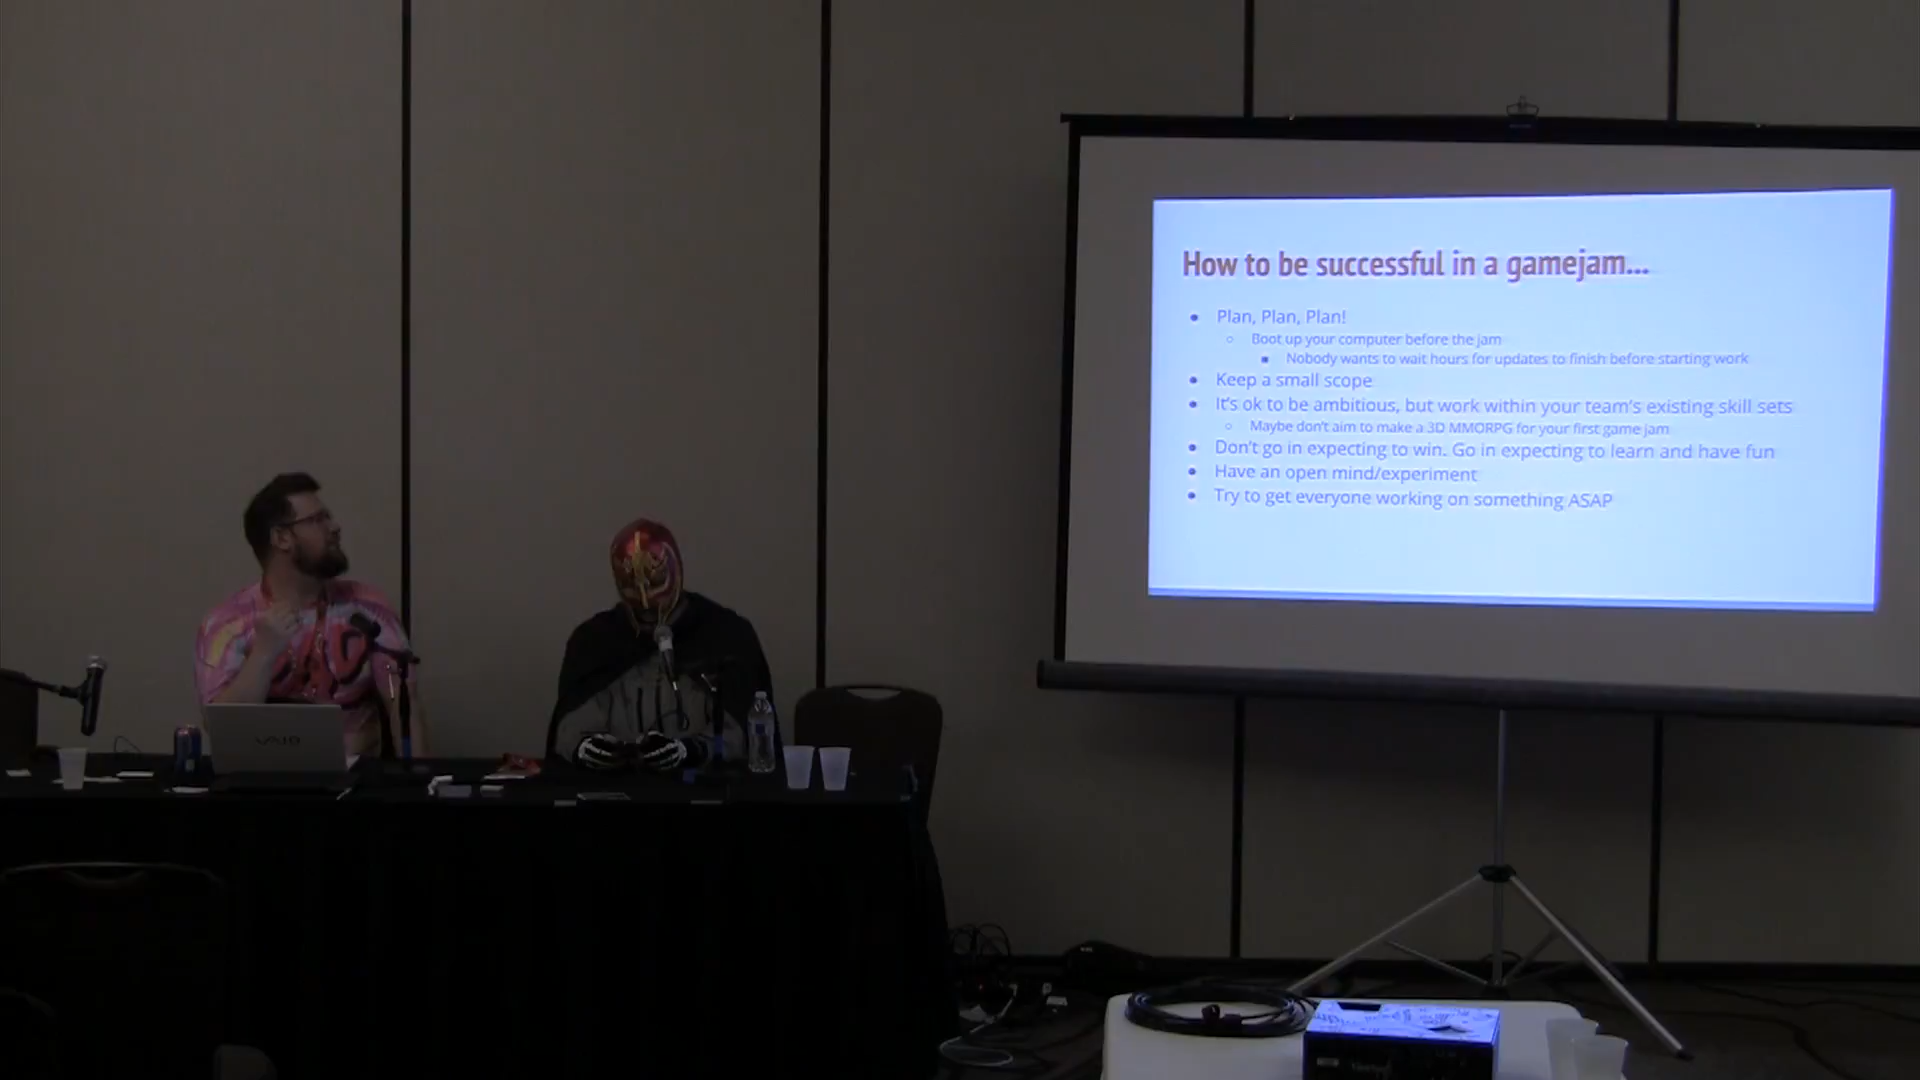 How to be successful in a gamejam...
• Plan, Plan, Plan!
○ Boot up your computer before the jam
■ Nobody wants to wait hours for updates to finish before starting work
• Keep a small scope
• It's ok to be ambitious, but work within your team's existing skill sets
○ Maybe don't aim to make a 3D MMORPG for your first game jam
• Don't go in expecting to win. Go in expecting to learn and have fun
• Have an open mind/experiment
• Try to get everyone working on something ASAP
VAIO